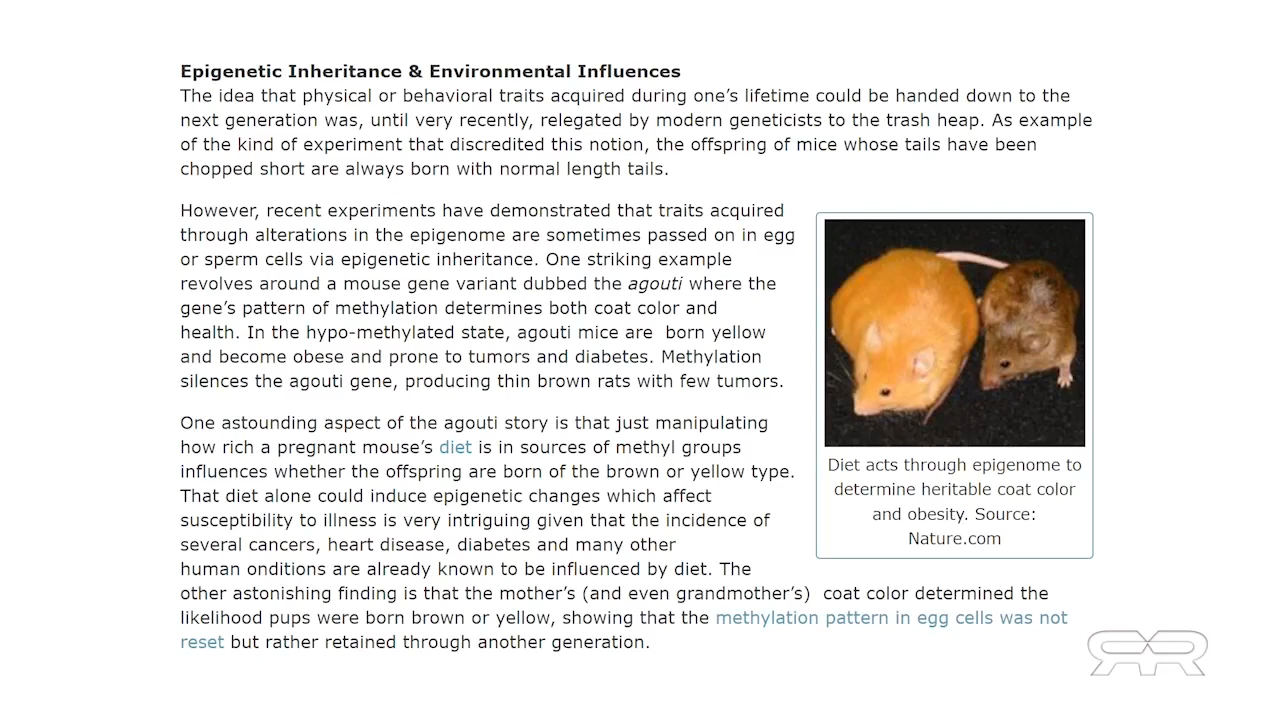 Epigenetic Inheritance & Environmental Influences
The idea that physical or behavioral traits acquired during one’s lifetime could be handed down to the
next generation was, until very recently, relegated by modern geneticists to the trash heap. As example
of the kind of experiment that discredited this notion, the offspring of mice whose tails have been
chopped short are always born with normal length tails.
However, recent experiments have demonstrated that traits acquired
through alterations in the epigenome are sometimes passed on in egg
or sperm cells via epigenetic inheritance. One striking example
revolves around a mouse gene variant dubbed the agouti where the
gene’s pattern of methylation determines both coat color and
health. In the hypo-methylated state, agouti mice are  born yellow
and become obese and prone to tumors and diabetes. Methylation
silences the agouti gene, producing thin brown rats with few tumors.
One astounding aspect of the agouti story is that just manipulating
how rich a pregnant mouse’s diet is in sources of methyl groups
influences whether the offspring are born of the brown or yellow type.
That diet alone could induce epigenetic changes which affect
susceptibility to illness is very intriguing given that the incidence of
several cancers, heart disease, diabetes and many other
human onditions are already known to be influenced by diet. The
other astonishing finding is that the mother’s (and even grandmother’s)  coat color determined the
likelihood pups were born brown or yellow, showing that the methylation pattern in egg cells was not
reset but rather retained through another generation.
Diet acts through epigenome to
determine heritable coat color
and obesity. Source:
Nature.com